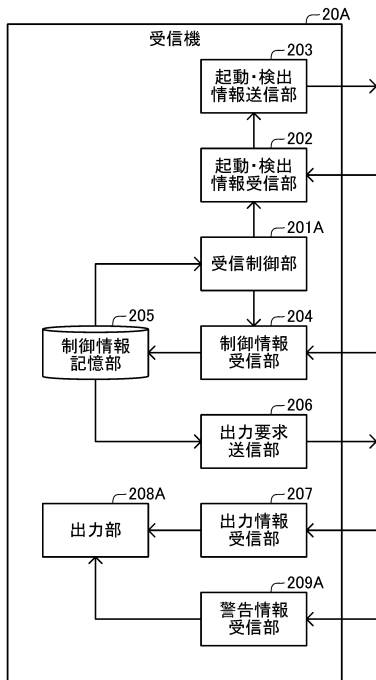 20A
受信機
203
起動・検出
情報送信部
202
起動・検出
情報受信部
201A
受信制御部
205
制御情報
記憶部
204
制御情報
受信部
206
出力要求
送信部
208A
出力部
207
出力情報
受信部
209A
警告情報
受信部